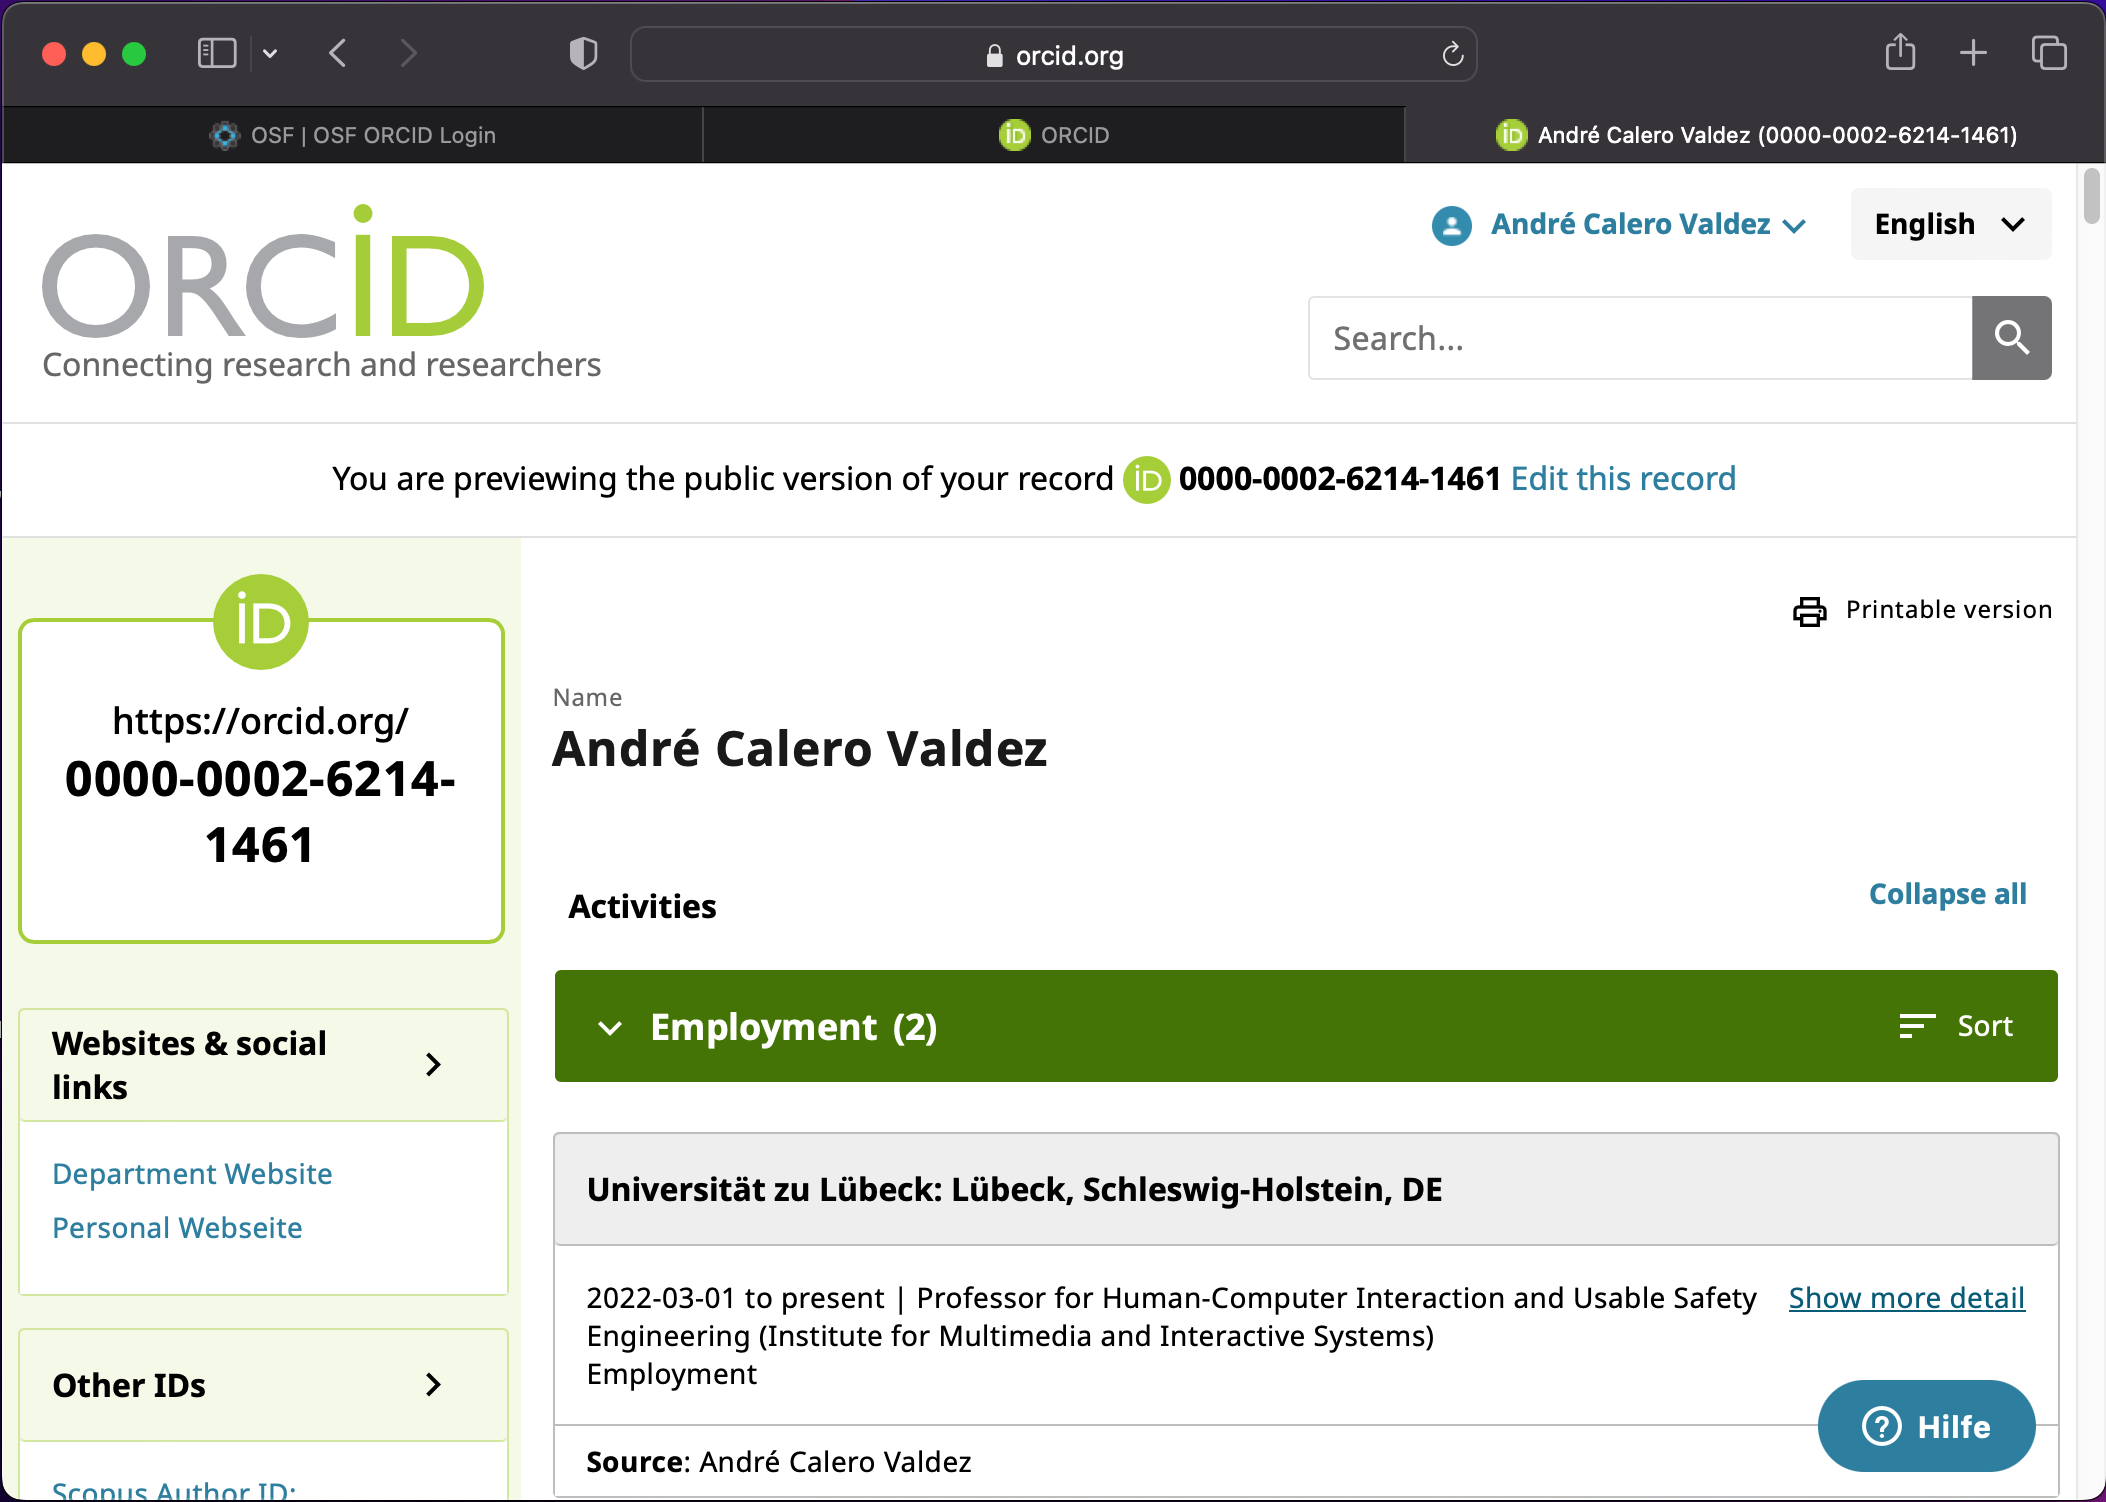 orcid.org
OSF | OSF ORCID Login
iD ORCID
iD André Calero Valdez (0000-0002-6214-1461)
ORCiD
Connecting research and researchers
André Calero Valdez
English
Search...
You are previewing the public version of your record iD 0000-0002-6214-1461 Edit this record
iD
https://orcid.org/
0000-0002-6214-
1461
Websites & social
links
Department Website
Personal Webseite
Other IDs
Scopus Author ID:
Printable version
Name
André Calero Valdez
Activities
Collapse all
Employment (2)
Sort
Universität zu Lübeck: Lübeck, Schleswig-Holstein, DE
2022-03-01 to present | Professor for Human-Computer Interaction and Usable Safety
Engineering (Institute for Multimedia and Interactive Systems)
Employment
Show more detail
Source: André Calero Valdez
Hilfe